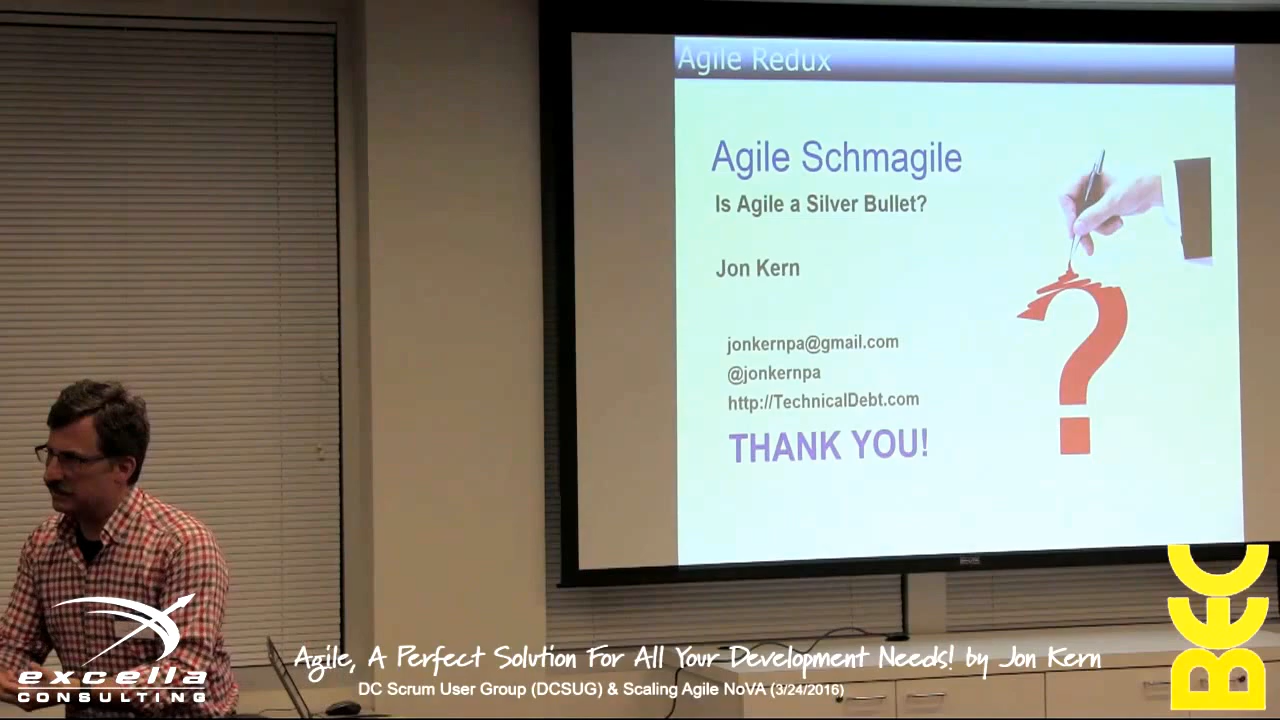 Agile Redux
Agile Schmagile
Is Agile a Silver Bullet?
Jon Kern
jonkernpa@gmail.com
@jonkernpa
http://TechnicalDebt.com
THANK YOU!
excella
CONSULTING
Agile, A Perfect Solution For All Your Development Needs! by Jon Kern
DC Scrum User Group (DCSUG) & Scaling Agile NoVA (3/24/2016)
BEC